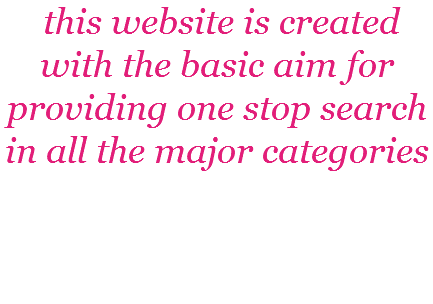 this website is created
with the basic aim for
providing one stop search
in all the major categories